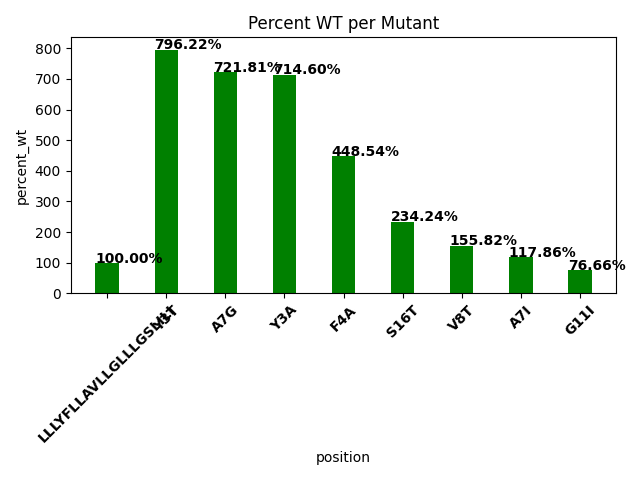 Percent WT per Mutant
percent_wt
800
700
600
500
400
300
200
100
0
100.00%
796.22%
721.81%
714.60%
448.54%
234.24%
155.82%
117.86%
76.66%
Y3T
A7G
Y3A
F4A
S16T
V8T
A7I
G11I
position